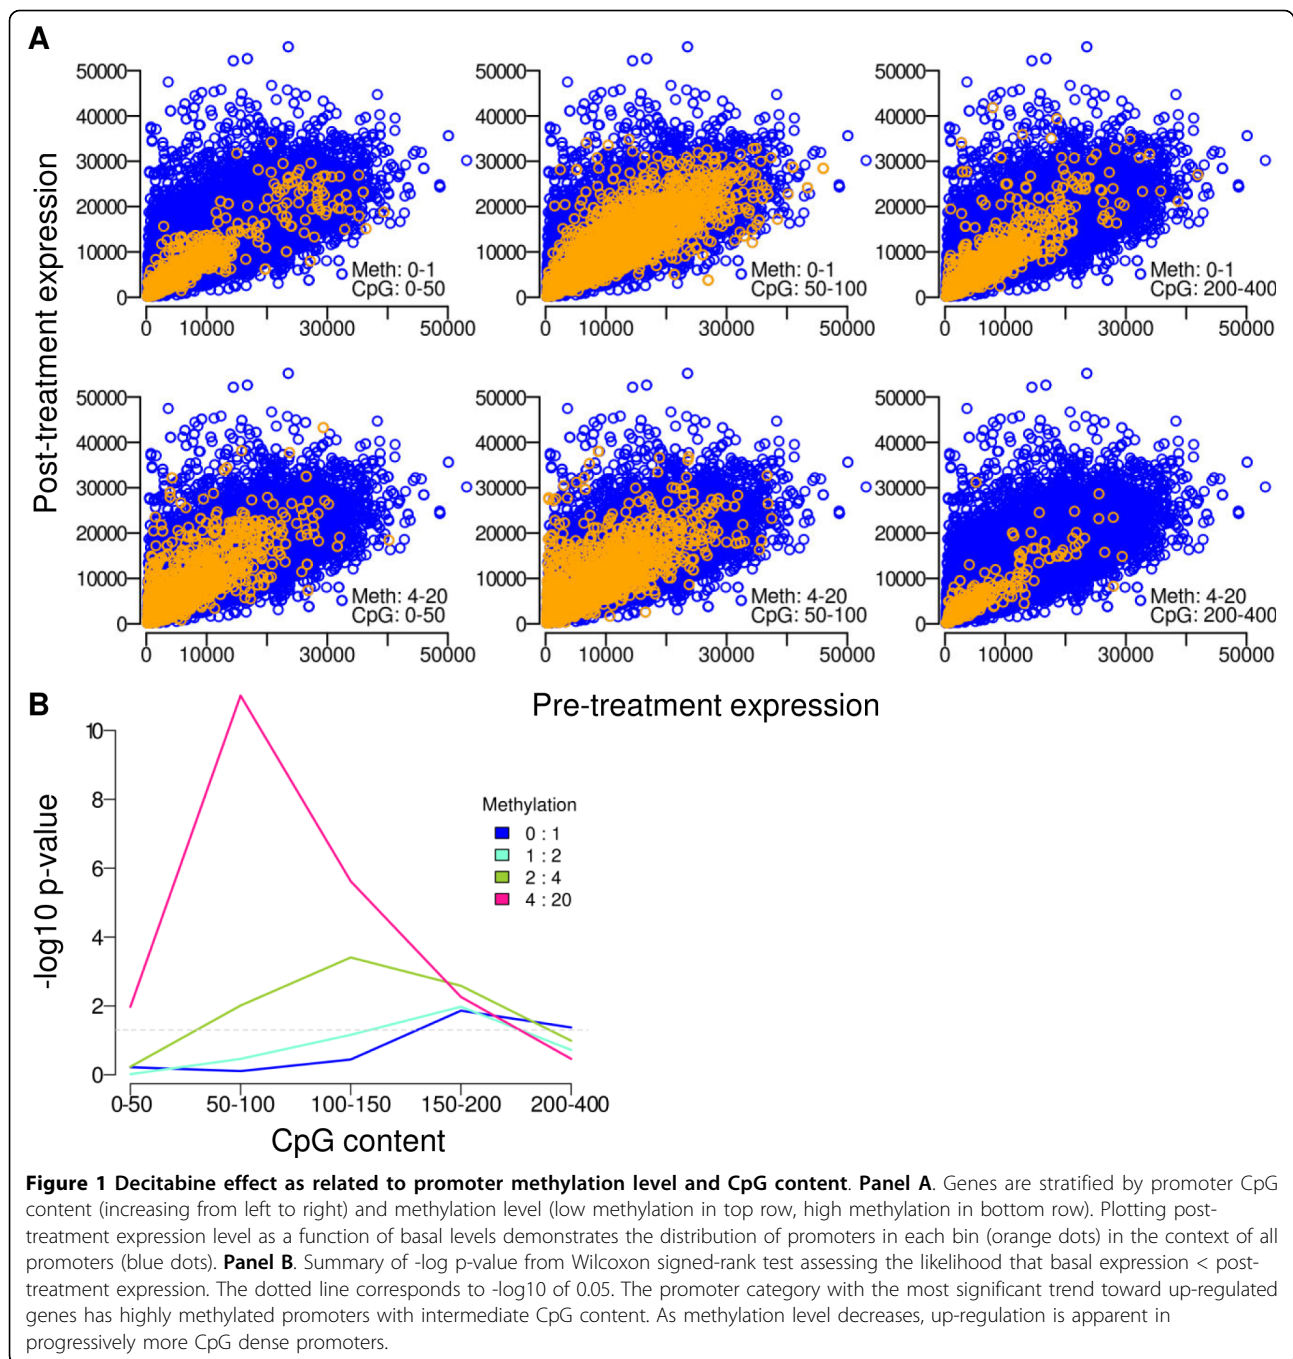 A
Post-treatment expression
50000
40000
30000
20000
10000
0
Meth: 0-1
CpG: 0-50
0 10000 30000 50000
50000
40000
30000
20000
10000
0
Meth: 0-1
CpG: 50-100
0 10000 30000 50000
50000
40000
30000
20000
10000
0
Meth: 0-1
CpG: 200-400
0 10000 30000 50000
50000
40000
30000
20000
10000
0
Meth: 4-20
CpG: 0-50
0 10000 30000 50000
50000
40000
30000
20000
10000
0
Meth: 4-20
CpG: 50-100
0 10000 30000 50000
50000
40000
30000
20000
10000
0
Meth: 4-20
CpG: 200-400
0 10000 30000 50000
Pre-treatment expression
B
-log10 p-value
10
8
6
4
2
0
Methylation
0 : 1
1 : 2
2 : 4
4 : 20
0-50 50-100 100-150 150-200 200-400
CpG content
Figure 1 Decitabine effect as related to promoter methylation level and CpG content. Panel A. Genes are stratified by promoter CpG
content (increasing from left to right) and methylation level (low methylation in top row, high methylation in bottom row). Plotting post-
treatment expression level as a function of basal levels demonstrates the distribution of promoters in each bin (orange dots) in the context of all
promoters (blue dots). Panel B. Summary of -log p-value from Wilcoxon signed-rank test assessing the likelihood that basal expression < post-
treatment expression. The dotted line corresponds to -log10 of 0.05. The promoter category with the most significant trend toward up-regulated
genes has highly methylated promoters with intermediate CpG content. As methylation level decreases, up-regulation is apparent in
progressively more CpG dense promoters.